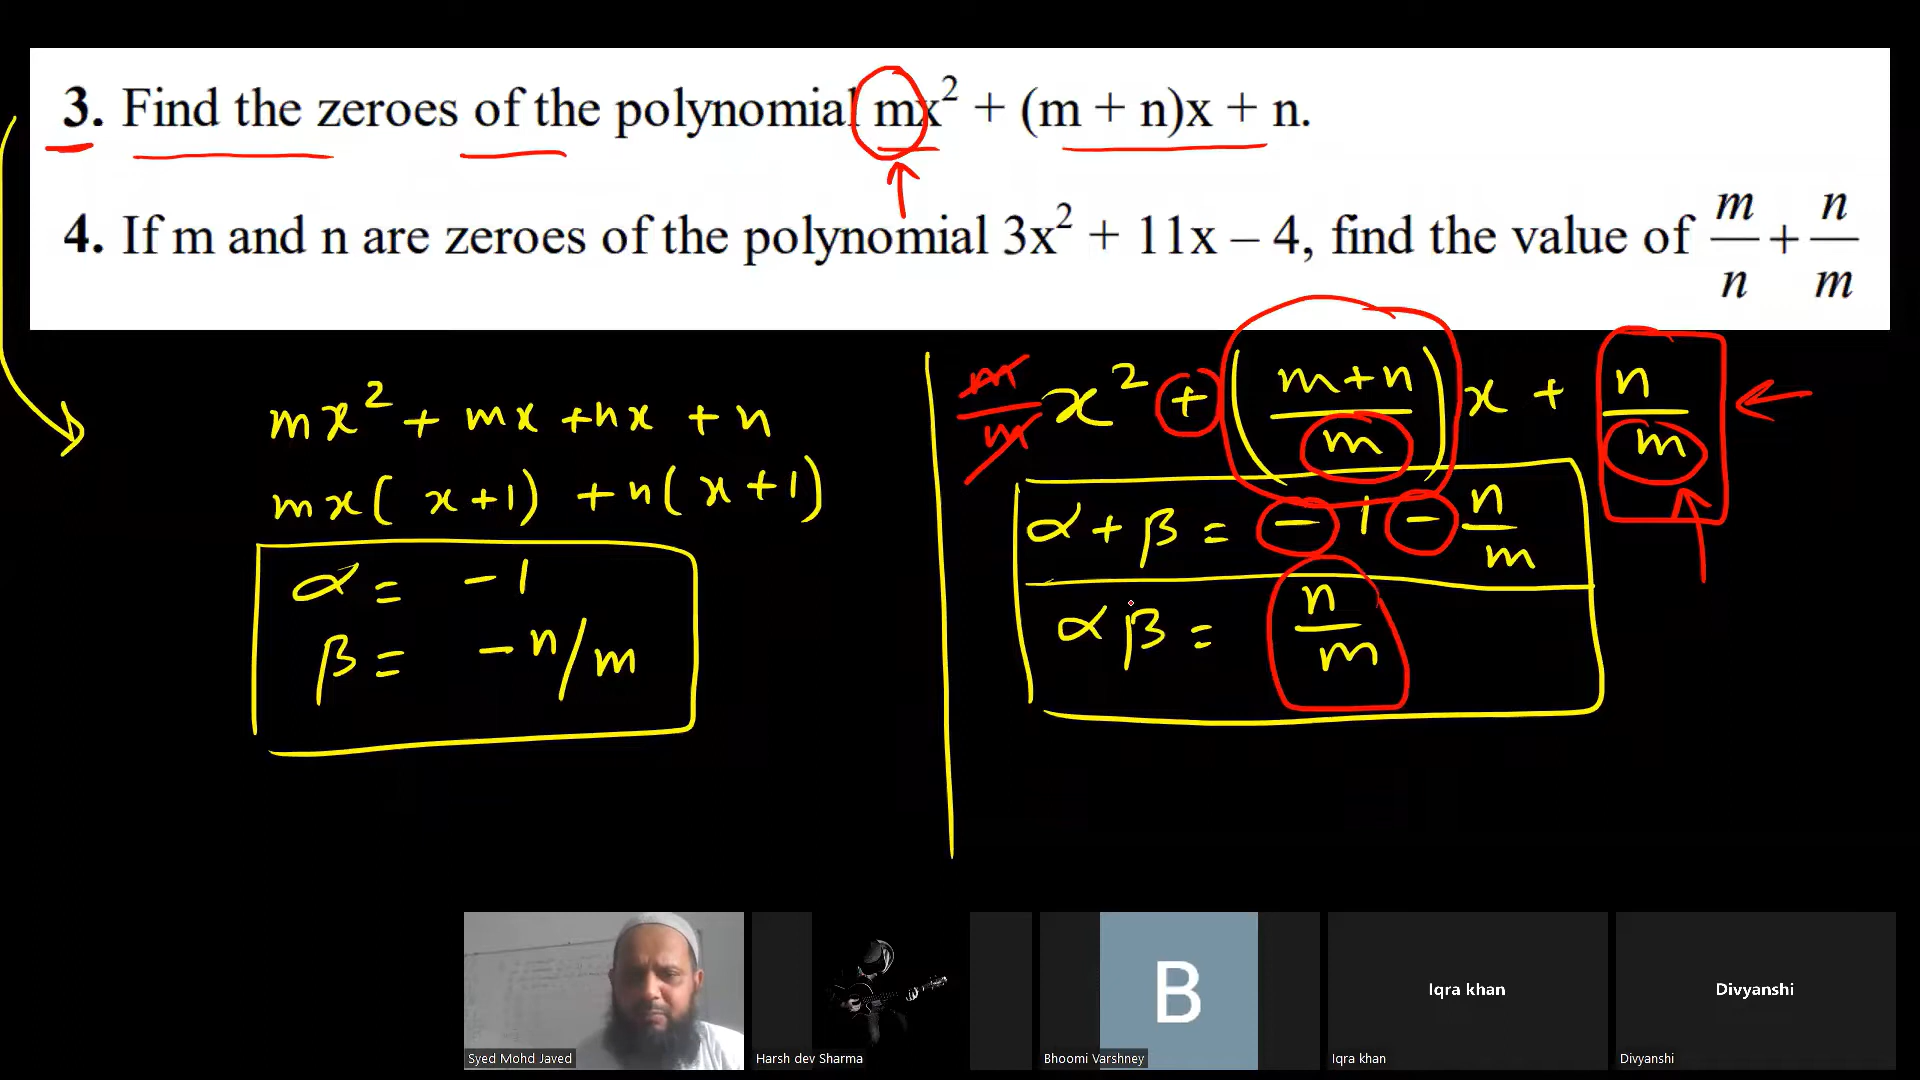 3. Find the zeroes of the polynomial mx² + (m + n)x + n.
4. If m and n are zeroes of the polynomial 3x² + 11x – 4, find the value of m/n + n/m
mx² + mx + nx + n
mx( x+1) + n( x+1)
α = -1
β = -n/m
m/m x² + (m+n/m) x + n/m
α + β = - 1 - n/m
αβ = n/m
Syed Mohd Javed
Harsh dev Sharma
B
Bhoomi Varshney
Iqra khan
Iqra khan
Divyanshi
Divyanshi